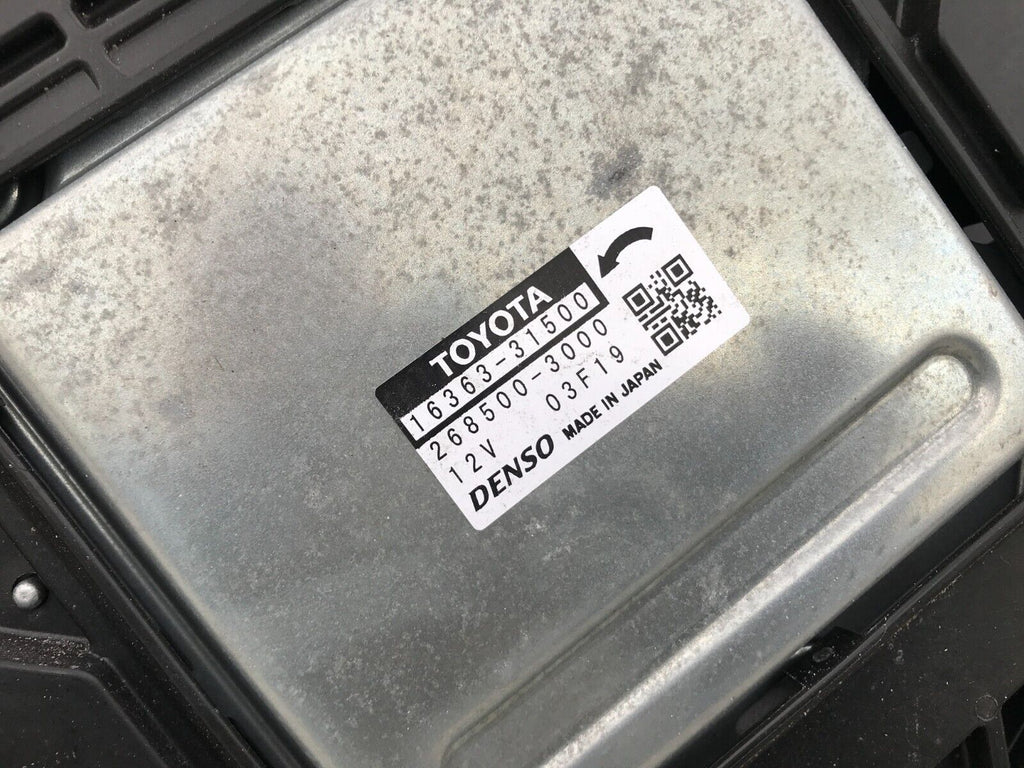 TOYOTA
16363-31500
268500-3000
12V 03F19
DENSO MADE IN JAPAN